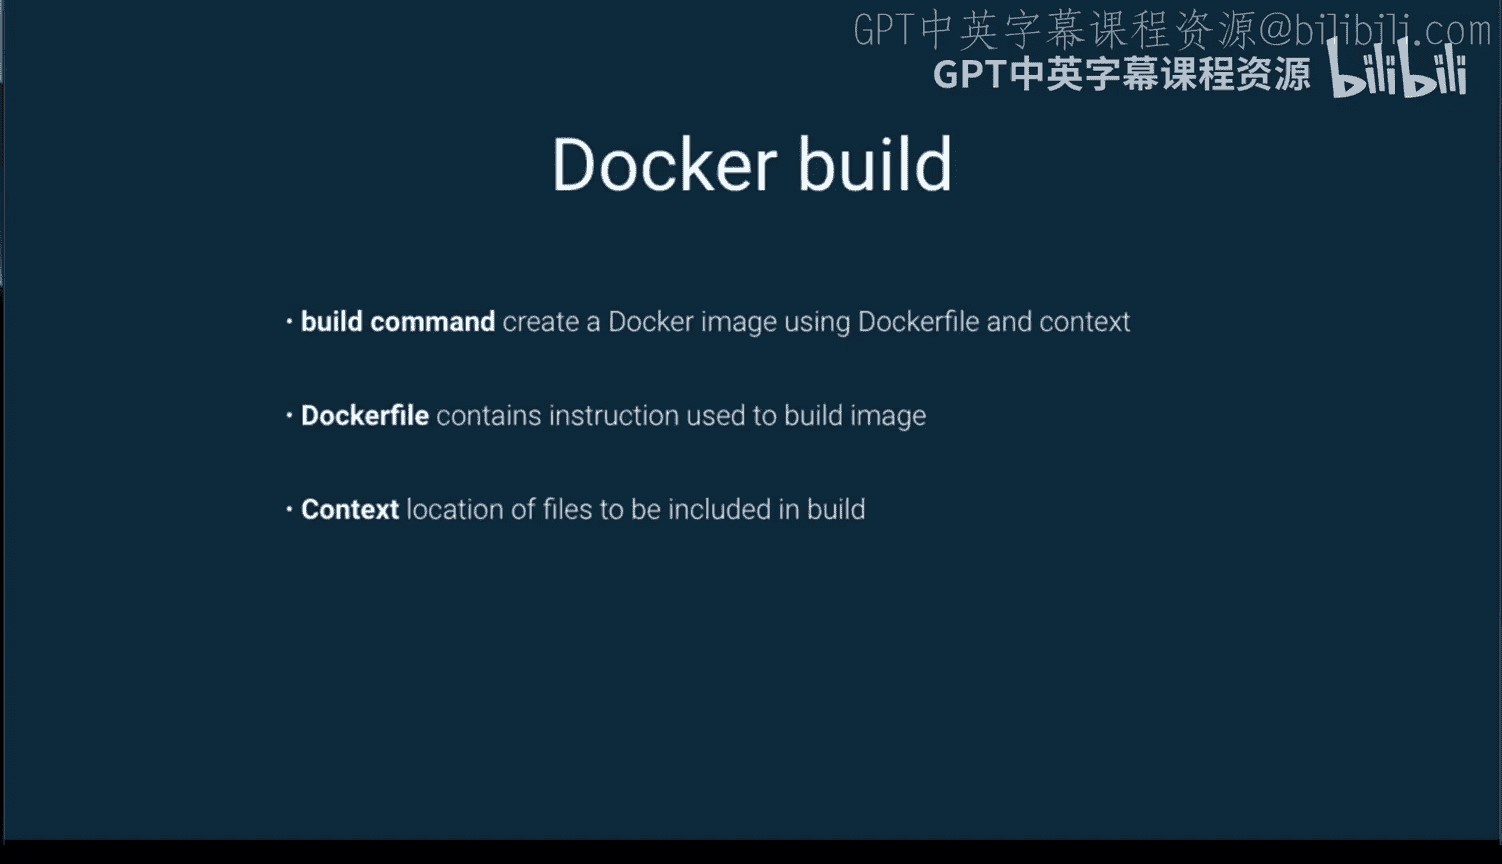 GPT中英字幕课程资源@bilibili.com
GPT中英字幕课程资源 bilibili
Docker build
· build command create a Docker image using Dockerfile and context
· Dockerfile contains instruction used to build image
· Context location of files to be included in build